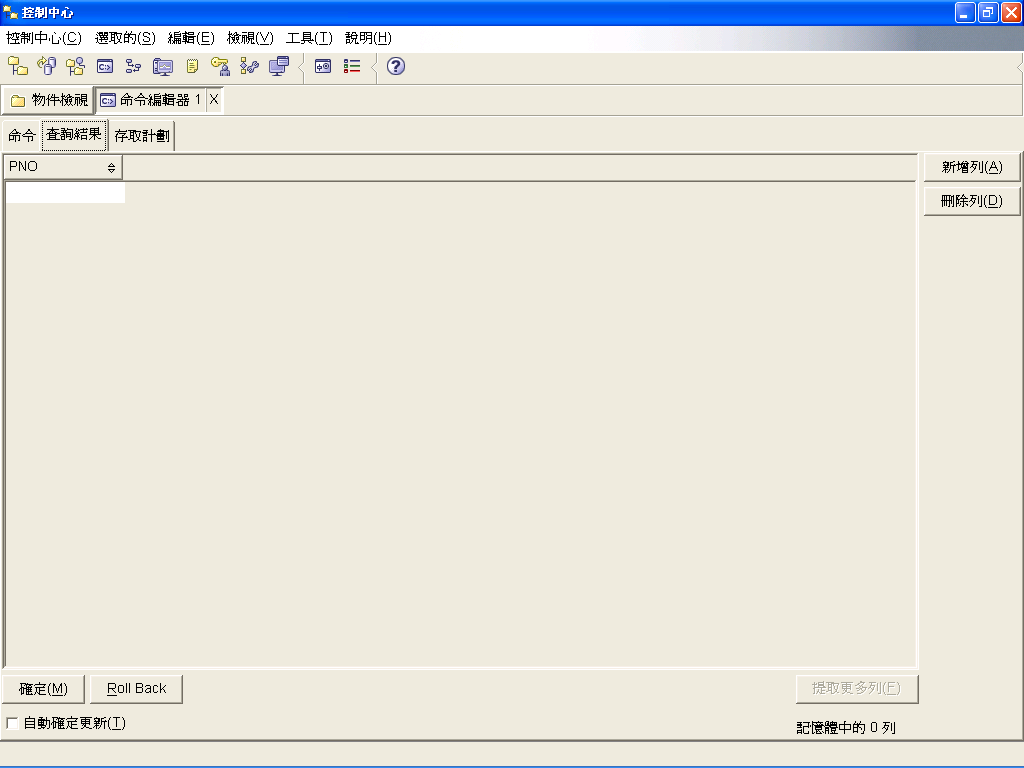 控制中心
控制中心(C) 選取的(S) 編輯(E) 檢視(V) 工具(T) 說明(H)
物件檢視 命令編輯器 1 X
命令 查詢結果 存取計劃
PNO
新增列(A)
刪除列(D)
確定(M) Roll Back 提取更多列(F)
自動確定更新(T)
記憶體中的 0 列